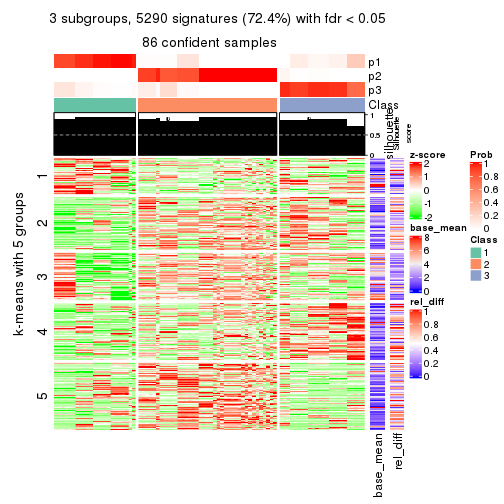 3 subgroups, 5290 signatures (72.4%) with fdr < 0.05
86 confident samples
p1
p2
p3
Class
1
0.5
0
silhouette
Silhouette
score
k-means with 5 groups
1
2
3
4
5
base_mean
rel_diff
z-score
2
1
0
-1
-2
base_mean
8
6
4
2
0
rel_diff
1
0.8
0.6
0.4
0.2
0
Prob
1
0.8
0.6
0.4
0.2
0
Class
1
2
3